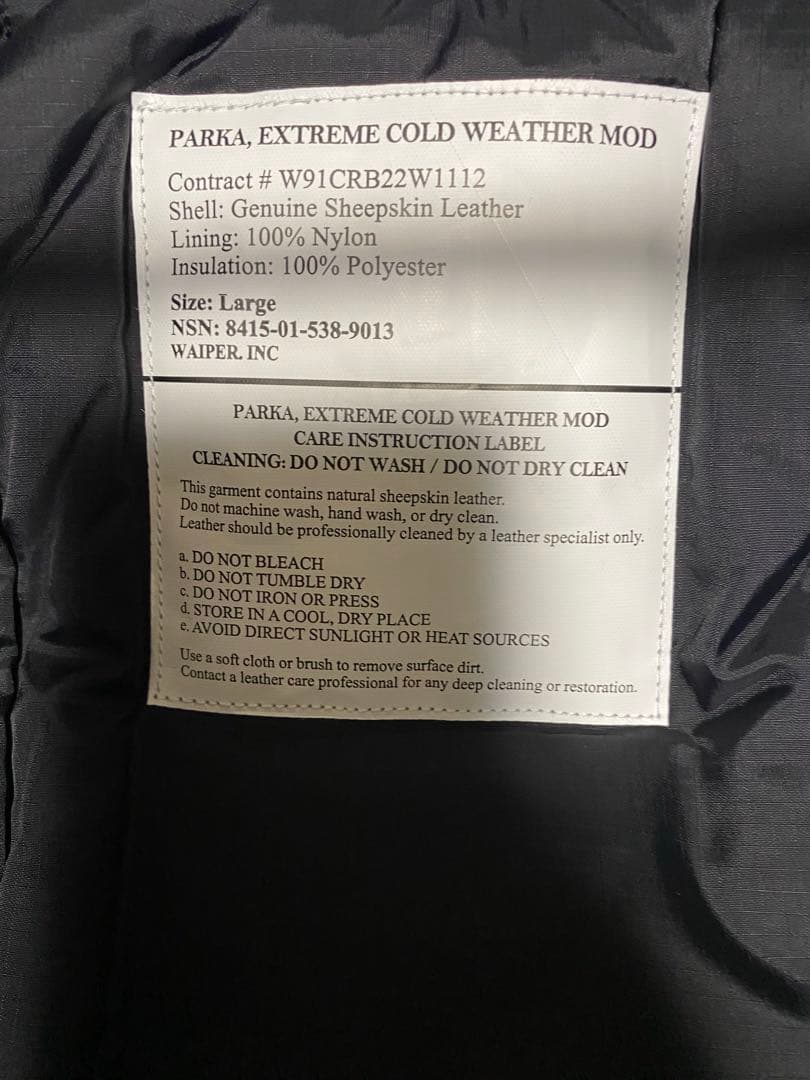 PARKA, EXTREME COLD WEATHER MOD
Contract # W91CRB22W1112
Shell: Genuine Sheepskin Leather
Lining: 100% Nylon
Insulation: 100% Polyester
Size: Large
NSN: 8415-01-538-9013
WAIPER. INC
PARKA, EXTREME COLD WEATHER MOD
CARE INSTRUCTION LABEL
CLEANING: DO NOT WASH / DO NOT DRY CLEAN
This garment contains natural sheepskin leather.
Do not machine wash, hand wash, or dry clean.
Leather should be professionally cleaned by a leather specialist only.
a. DO NOT BLEACH
b. DO NOT TUMBLE DRY
c. DO NOT IRON OR PRESS
d. STORE IN A COOL, DRY PLACE
e. AVOID DIRECT SUNLIGHT OR HEAT SOURCES
Use a soft cloth or brush to remove surface dirt.
Contact a leather care professional for any deep cleaning or restoration.